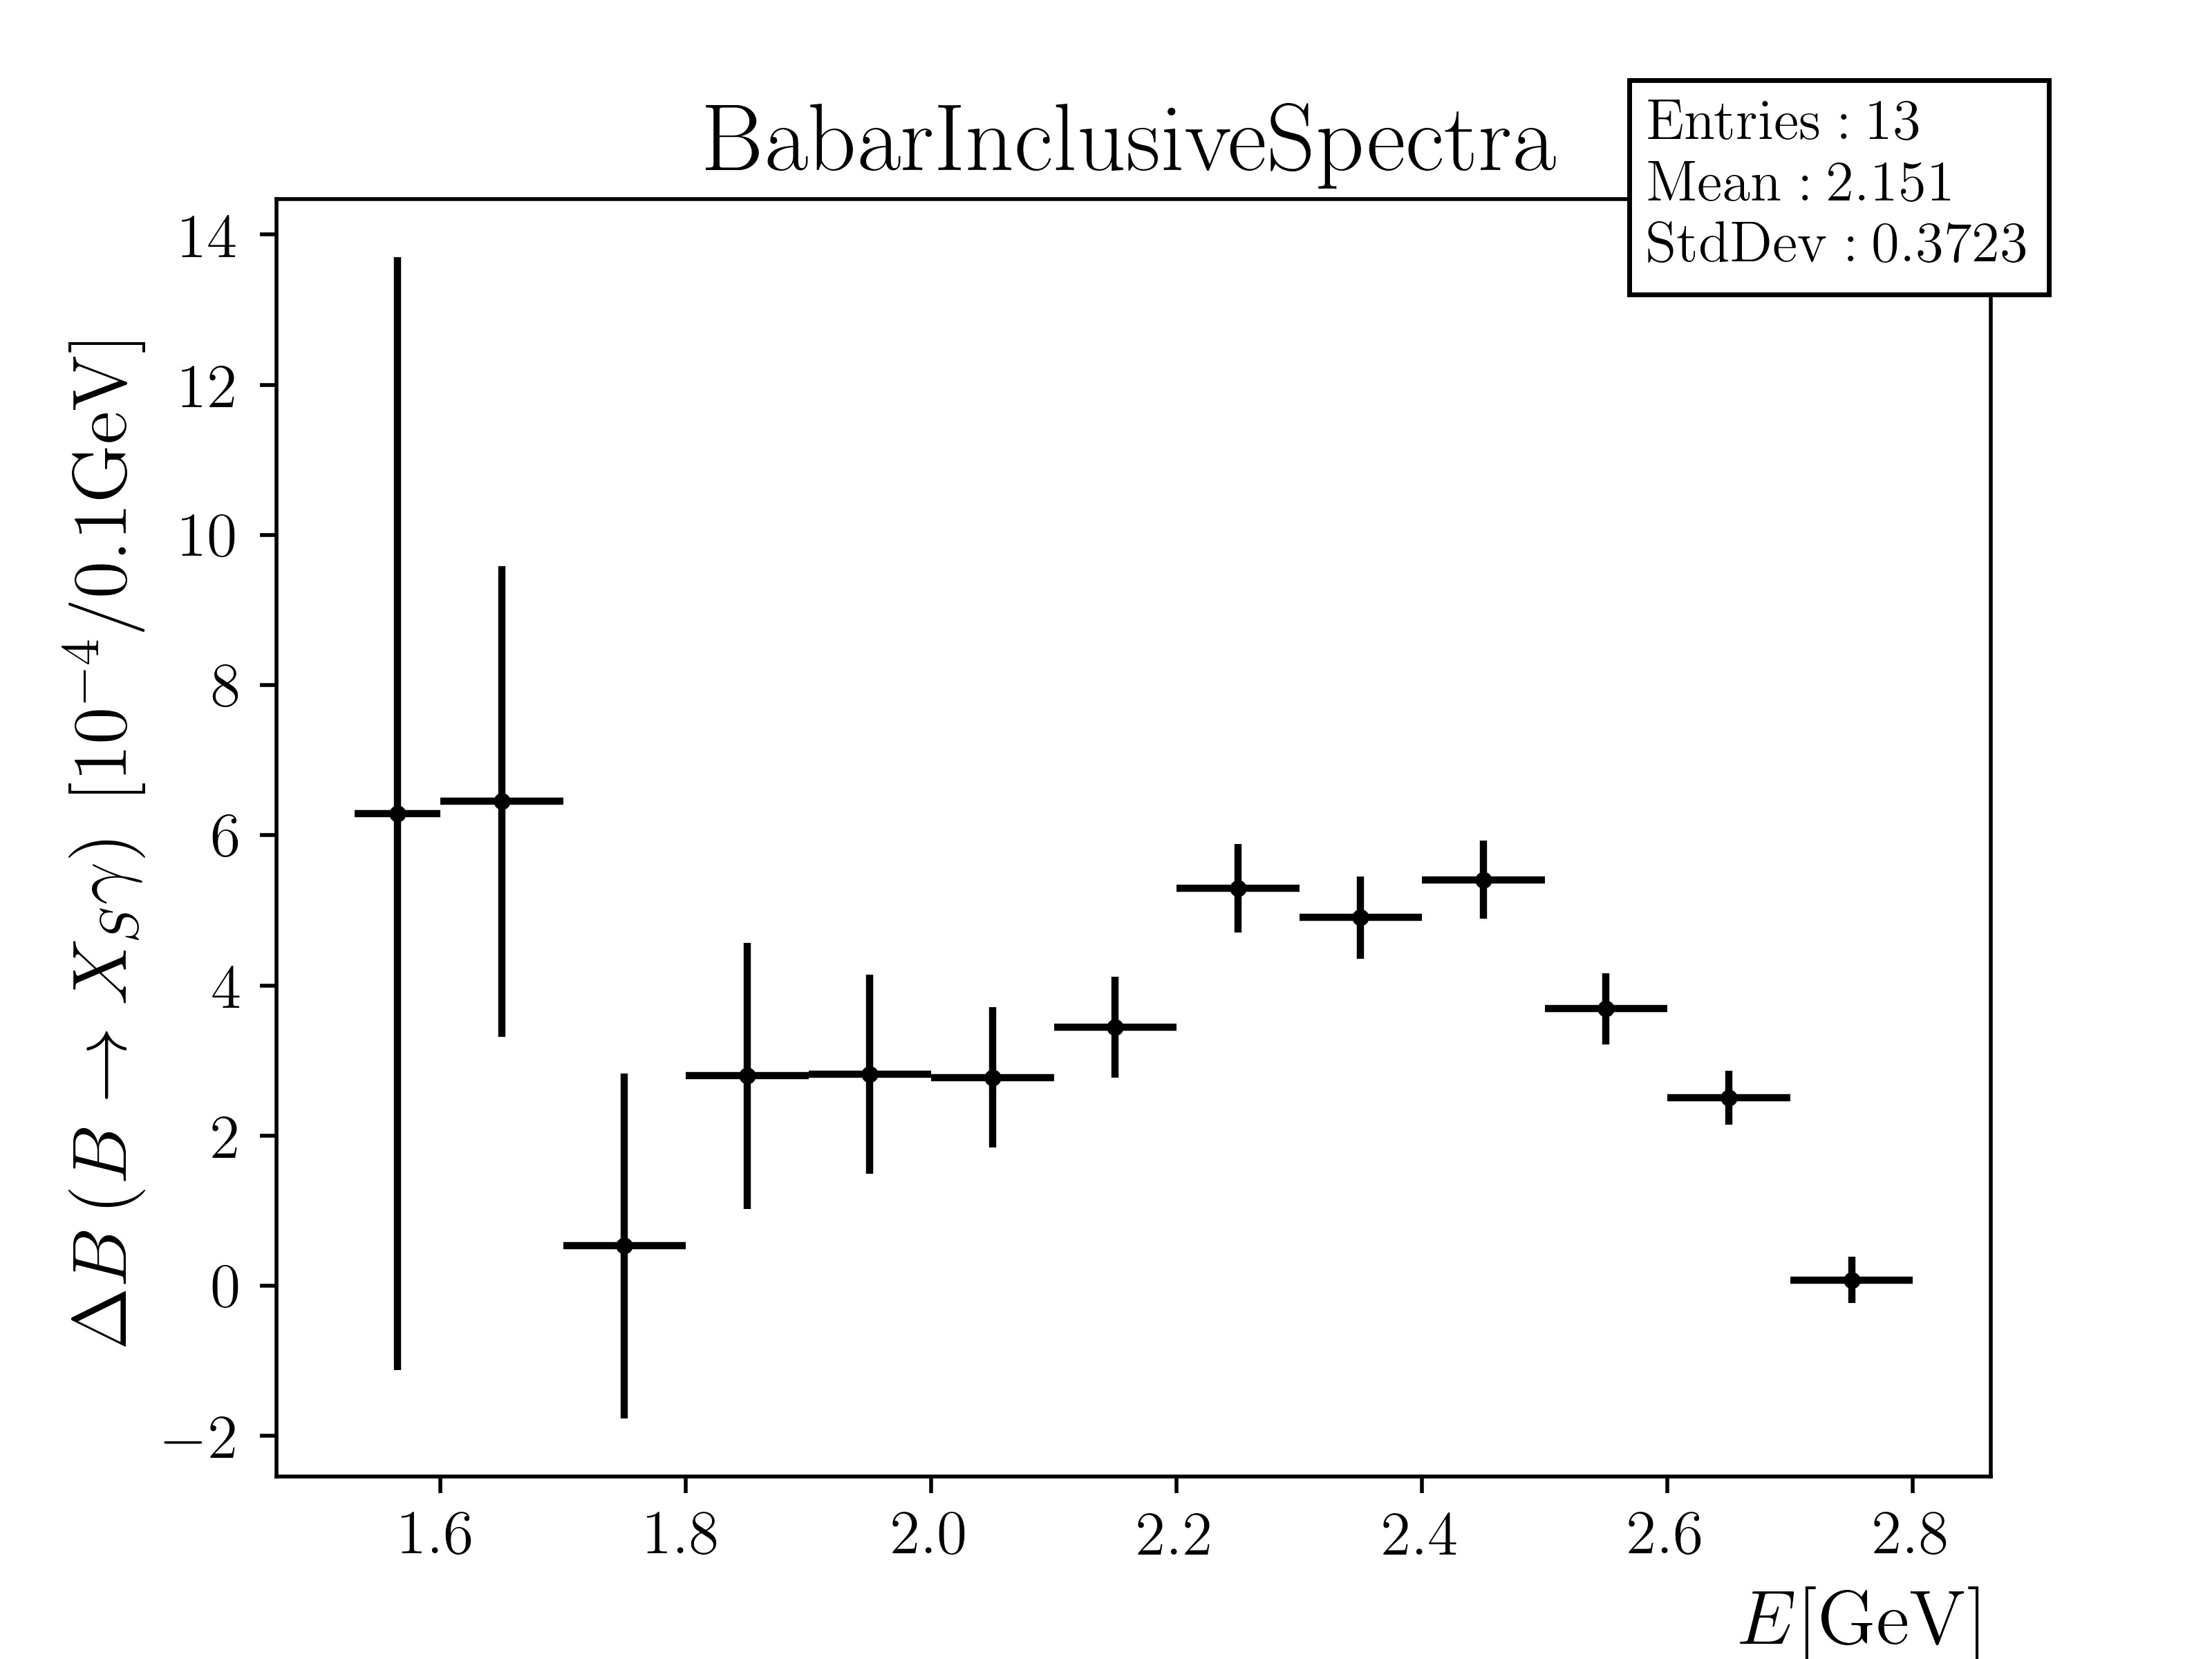 BabarInclusiveSpectra
Entries : 13
Mean : 2.151
StdDev : 0.3723
ΔB (B → X_S γ) [10⁻⁴/0.1GeV]
14
12
10
8
6
4
2
0
−2
1.6 1.8 2.0 2.2 2.4 2.6 2.8
E[GeV]